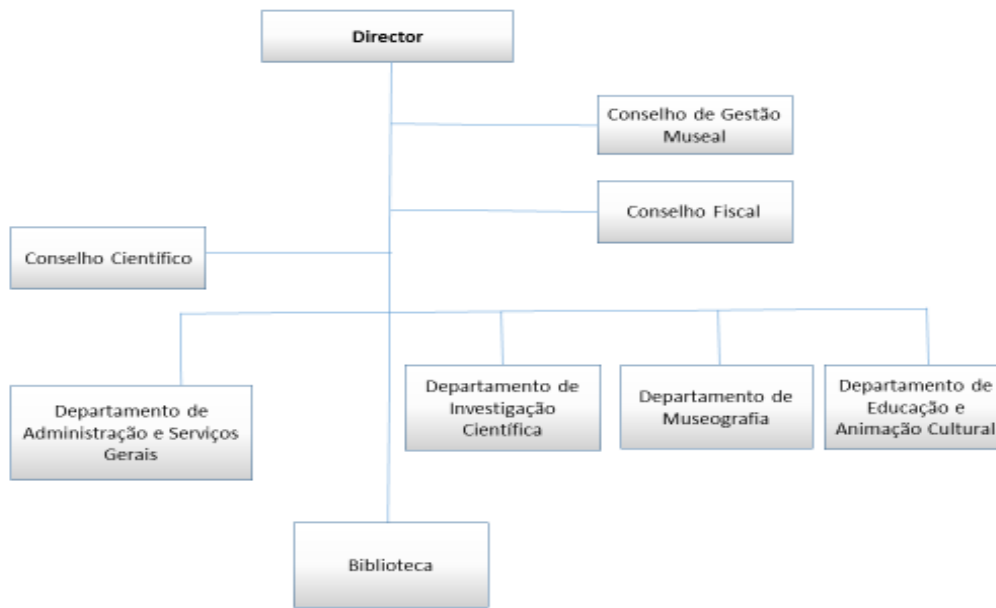 Director
Conselho de Gestão
Museal
Conselho Fiscal
Conselho Científico
Departamento de
Administração e Serviços
Gerais
Departamento de
Investigação
Científica
Departamento de
Museografia
Departamento de
Educação e
Animação Cultural
Biblioteca